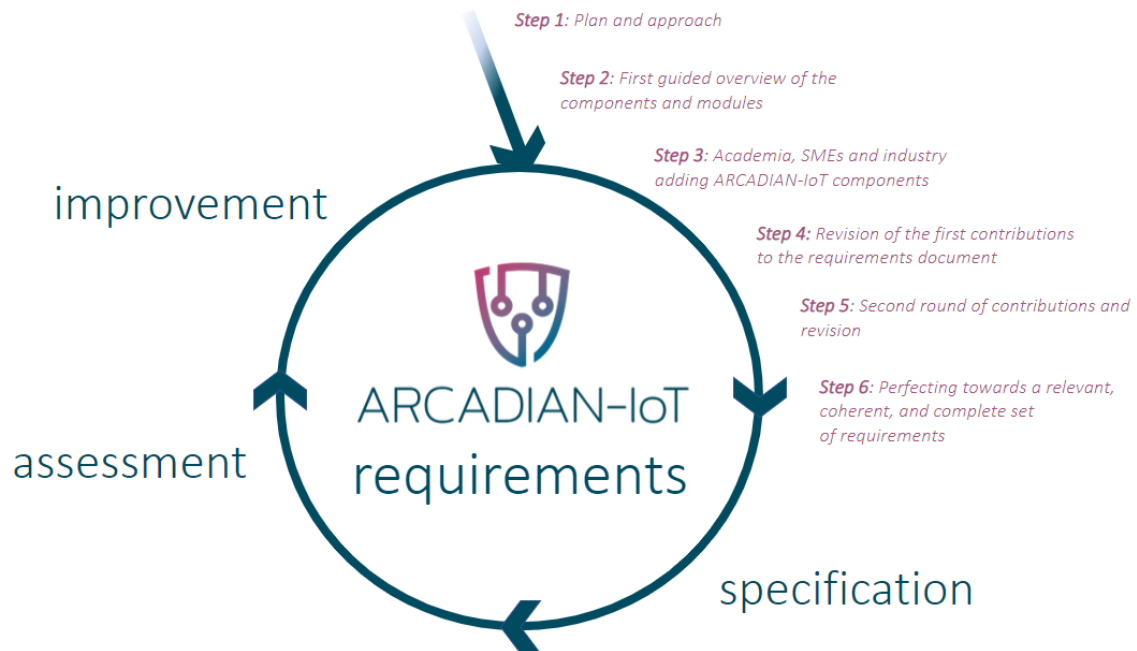 Step 1: Plan and approach
Step 2: First guided overview of the
components and modules
Step 3: Academia, SMEs and industry
adding ARCADIAN-IoT components
improvement
Step 4: Revision of the first contributions
to the requirements document
Step 5: Second round of contributions and
revision
Step 6: Perfecting towards a relevant,
coherent, and complete set
of requirements
ARCADIAN-IoT
requirements
assessment
specification